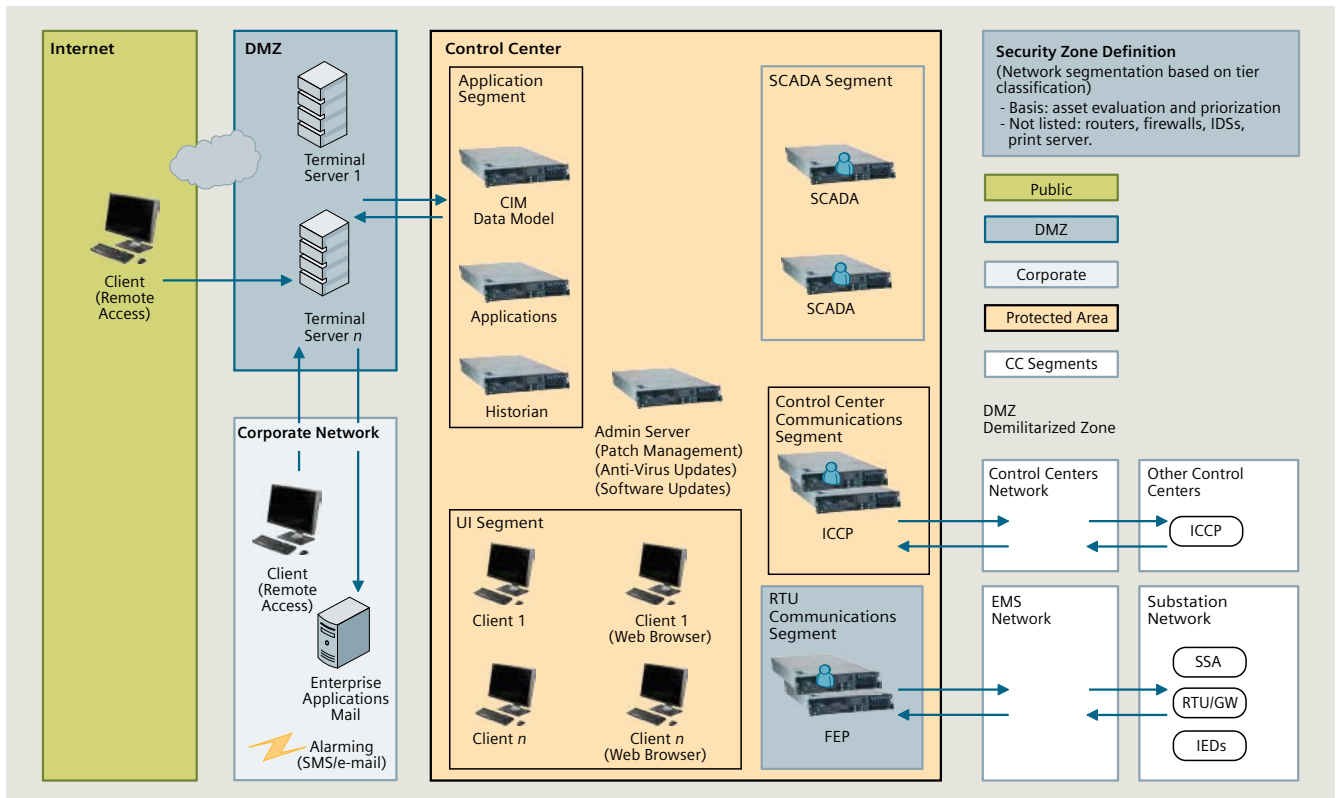 Internet
Client
(Remote
Access)
DMZ
Terminal
Server 1
Terminal
Server n
Corporate Network
Client
(Remote
Access)
Enterprise
Applications
Mail
Alarming
(SMS/e-mail)
Control Center
Application
Segment
CIM
Data Model
Applications
Historian
Admin Server
(Patch Management)
(Anti-Virus Updates)
(Software Updates)
UI Segment
Client 1
Client 1
(Web Browser)
Client n
Client n
(Web Browser)
SCADA Segment
SCADA
SCADA
Control Center
Communications
Segment
ICCP
RTU
Communications
Segment
FEP
Security Zone Definition
(Network segmentation based on tier
classification)
- Basis: asset evaluation and priorization
- Not listed: routers, firewalls, IDSs,
print server.
Public
DMZ
Corporate
Protected Area
CC Segments
DMZ
Demilitarized Zone
Control Centers
Network
Other Control
Centers
ICCP
EMS
Network
Substation
Network
SSA
RTU/GW
IEDs